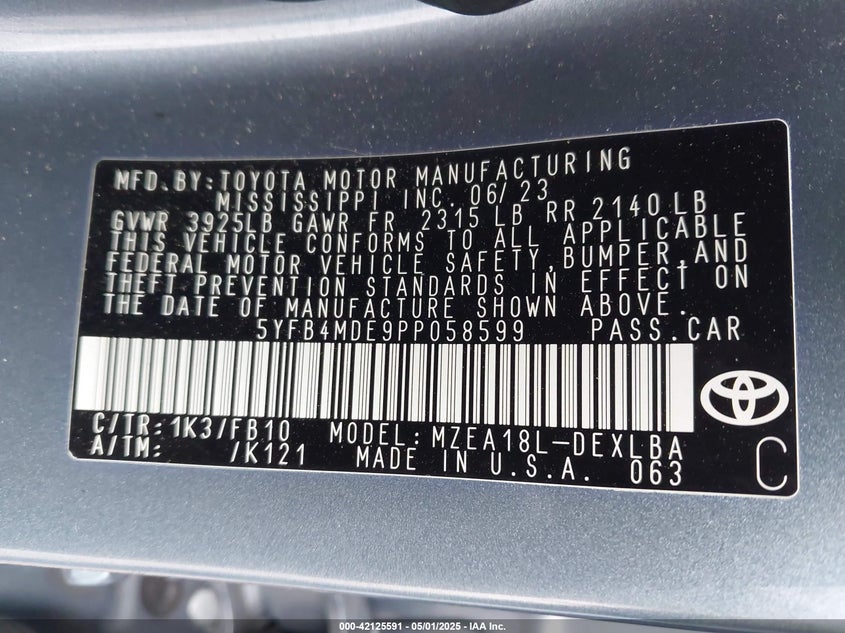 MFD.BY:TOYOTA MOTOR MANUFACTURING
MISSISSIPPI INC. 06/23
GVWR 3925LB GAWR FR 2315 LB RR 2140 LB
THIS VEHICLE CONFORMS TO ALL APPLICABLE
FEDERAL MOTOR VEHICLE SAFETY,BUMPER,AND
THEFT PREVENTION STANDARDS IN EFFECT ON
THE DATE OF MANUFACTURE SHOWN ABOVE.
5YFB4MDE9PP058599 PASS.CAR
C/TR:1K3/FB10 MODEL:MZEA18L-DEXLBA
A/TM: /K121 MADE IN U.S.A. 063
C
000-42125591 - 05/01/2025 - IAA Inc.